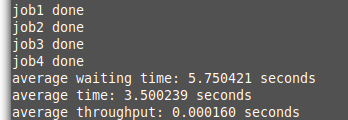 job1 done
job2 done
job3 done
job4 done
average waiting time: 5.750421 seconds
average time: 3.500239 seconds
average throughput: 0.000160 seconds